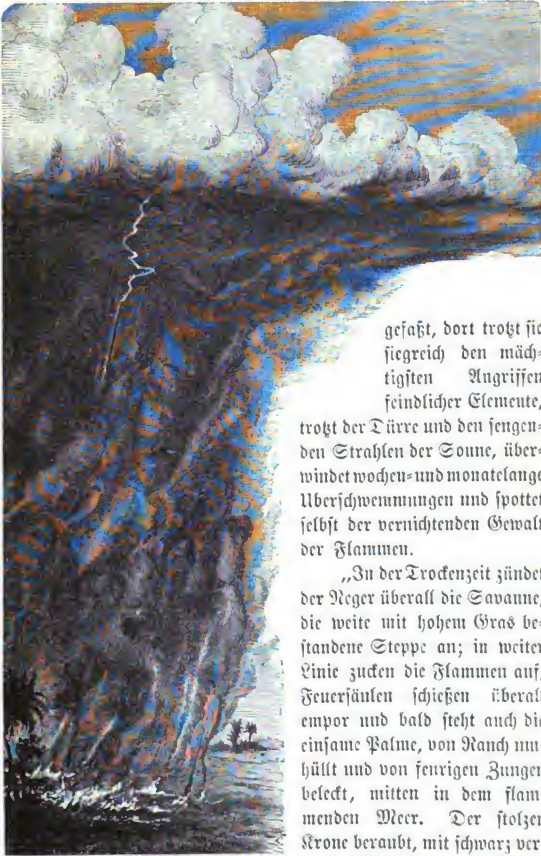 gefaßt, dort trotzt sie
siegreich den mäch-
tigsten Angriffen
feindlicher Elemente,
trotzt der Dürre und den sengen-
den Strahlen der Sonne, über-
windet wochen- und monatelange
Überschwemmungen und spottet
selbst der vernichtenden Gewalt
der Flammen.
„In der Trockenzeit zündet
der Neger überall die Savanne,
die weite mit hohem Gras be-
standene Steppe an; in weiter
Linie zucken die Flammen auf,
Feuersäulen schießen überall
empor und bald steht auch die
einsame Palme, von Rauch um
hüllt und von feurigen Zungen
beleckt, mitten in dem flam
menden Meer. Der stolzen
Krone beraubt, mit schwarz ver